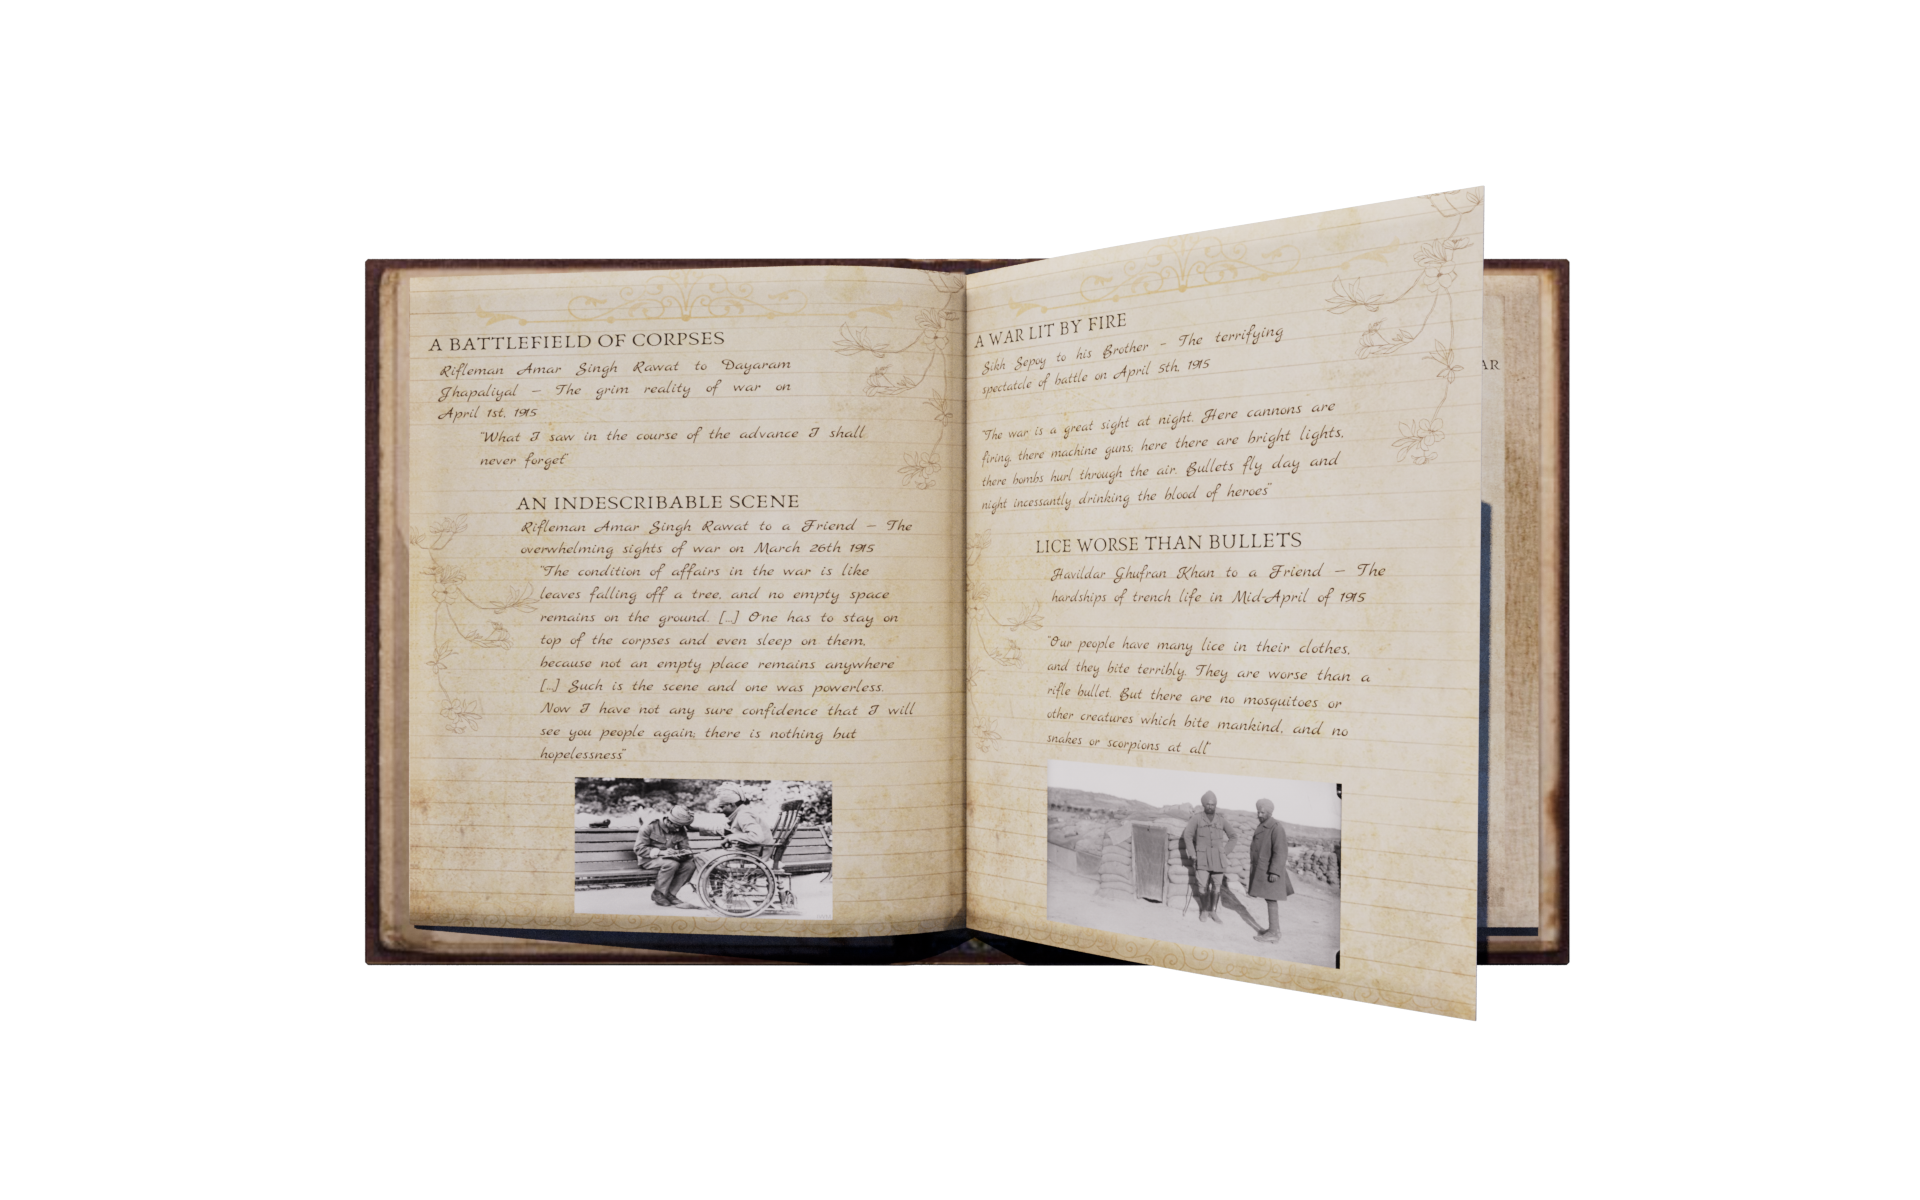 A BATTLEFIELD OF CORPSES
Rifleman Amar Singh Rawat to Dayaram
Jhapaliyal – The grim reality of war on
April 1st, 1915
"What I saw in the course of the advance I shall
never forget"
AN INDESCRIBABLE SCENE
Rifleman Amar Singh Rawat to a Friend – The
overwhelming sights of war on March 26th 1915
"The condition of affairs in the war is like
leaves falling off a tree, and no empty space
remains on the ground. [...] One has to stay on
top of the corpses and even sleep on them,
because not an empty place remains anywhere
[...] Such is the scene and one was powerless.
Now I have not any sure confidence that I will
see you people again; there is nothing but
hopelessness"
A WAR LIT BY FIRE
Sikh Sepoy to his Brother – The terrifying
spectacle of battle on April 5th, 1915
"The war is a great sight at night. Here cannons are
firing, there machine guns; here there are bright lights,
there bombs hurl through the air. Bullets fly day and
night incessantly drinking the blood of heroes"
LICE WORSE THAN BULLETS
Havildar Ghufran Khan to a Friend – The
hardships of trench life in Mid-April of 1915
"Our people have many lice in their clothes,
and they bite terribly. They are worse than a
rifle bullet. But there are no mosquitoes or
other creatures which bite mankind, and no
snakes or scorpions at all"
AR